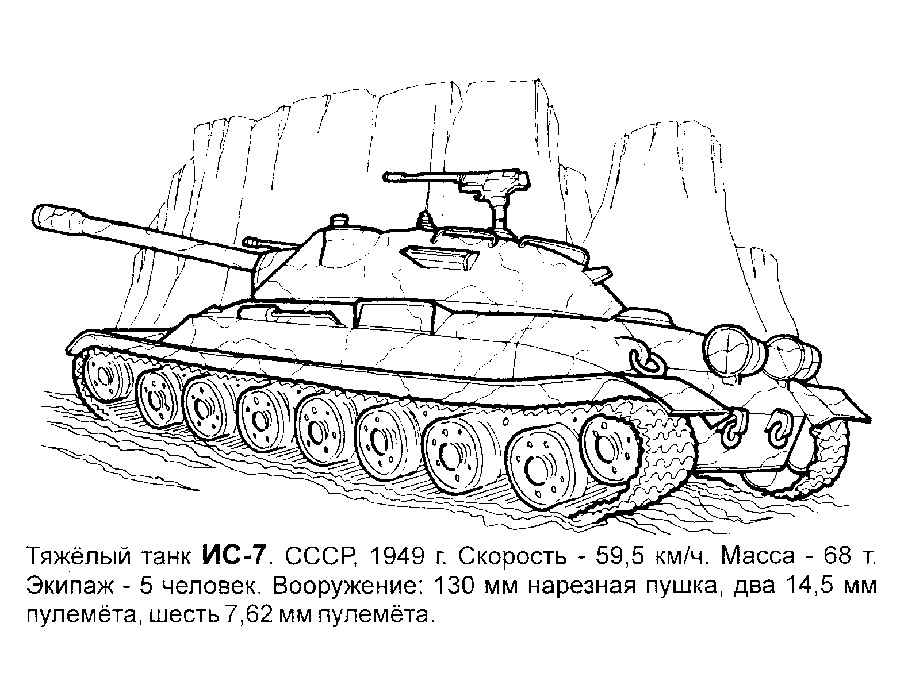 Тяжёлый танк ИС-7. СССР, 1949 г. Скорость - 59,5 км/ч. Масса - 68 т.
Экипаж - 5 человек. Вооружение: 130 мм нарезная пушка, два 14,5 мм
пулемёта, шесть 7,62 мм пулемёта.